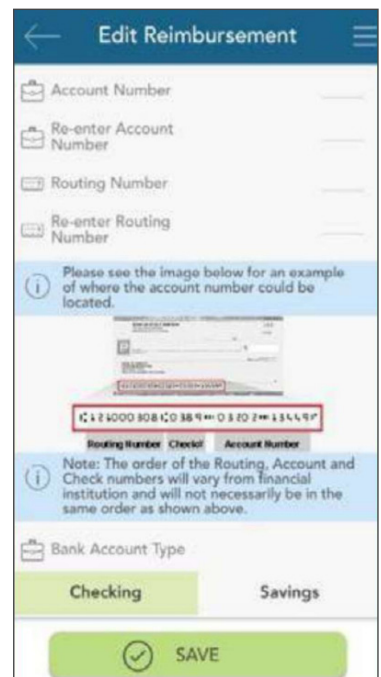 Edit Reimbursement
Account Number
Re-enter Account
Number
Routing Number
Re-enter Routing
Number
Please see the image below for an example
of where the account number could be
located.
Routing Number Check# Account Number
Note: The order of the Routing, Account and
Check numbers will vary from financial
institution and will not necessarily be in the
same order as shown above.
Bank Account Type
Checking Savings
SAVE